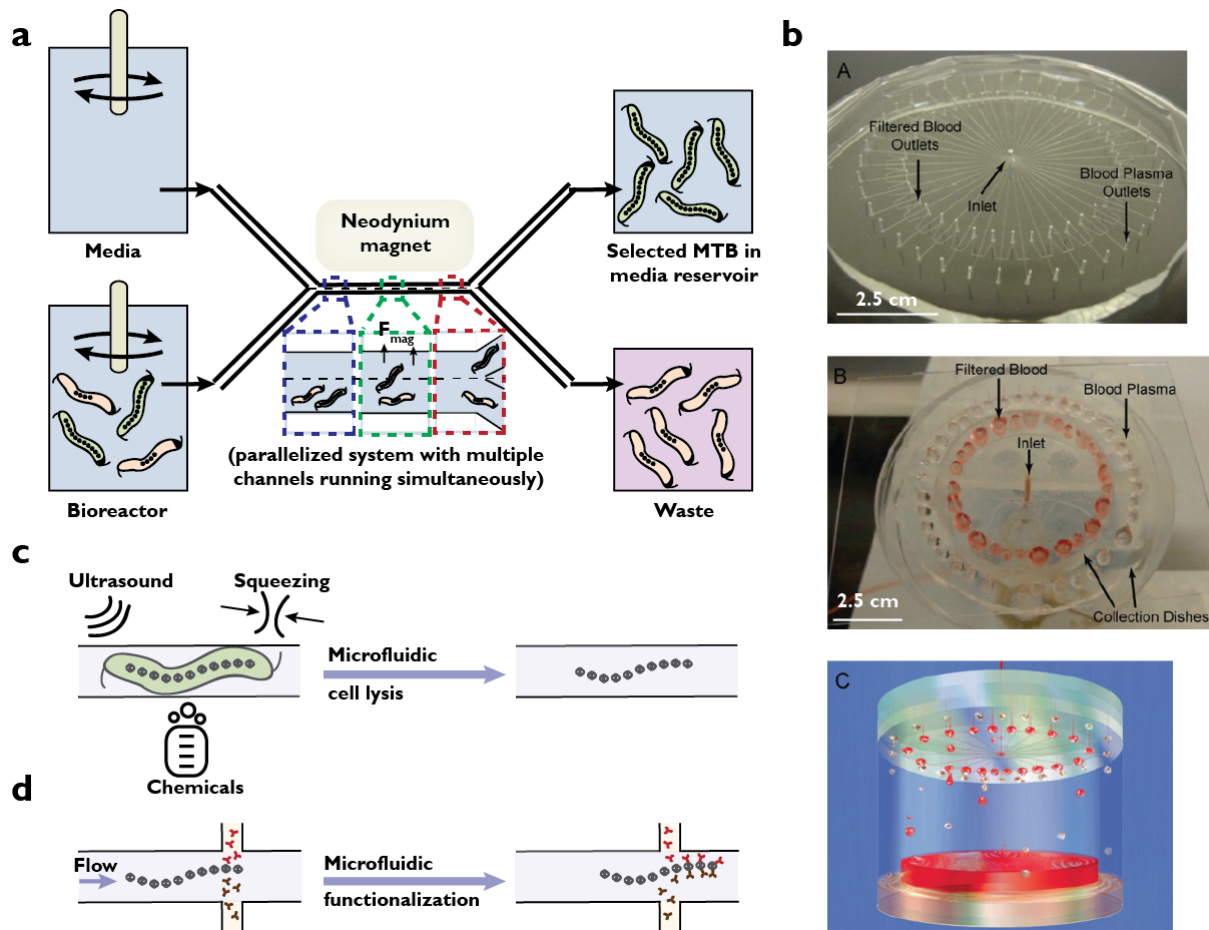 a
Media
Bioreactor
Neodynium
magnet
F mag
(parallelized system with multiple
channels running simultaneously)
Selected MTB in
media reservoir
Waste
b
A
Filtered Blood
Outlets
Inlet
Blood Plasma
Outlets
2.5 cm
B
Filtered Blood
Blood Plasma
Inlet
2.5 cm
Collection Dishes
C
c
Ultrasound
Squeezing
Chemicals
Microfluidic
cell lysis
d
Flow
Microfluidic
functionalization